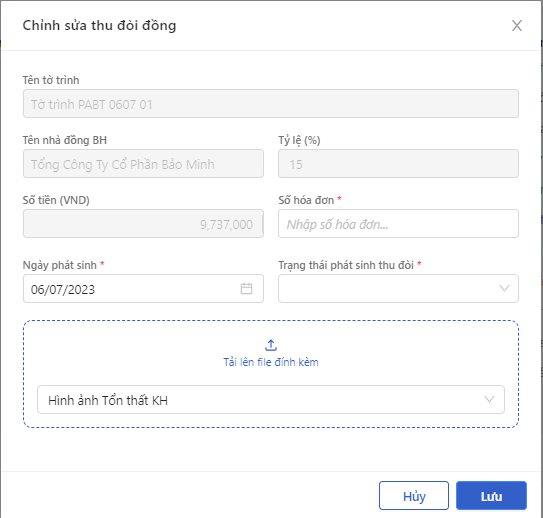 Chỉnh sửa thu đòi đồng
Tên tờ trình
Tờ trình PABT 0607 01
Tên nhà đồng BH
Tỷ lệ (%)
Tổng Công Ty Cổ Phần Bảo Minh
15
Số tiền (VND)
Số hóa đơn *
9,737,000
Nhập số hóa đơn...
Ngày phát sinh *
Trạng thái phát sinh thu đòi *
06/07/2023
Tải lên file đính kèm
Hình ảnh Tổn thất KH
Hủy
Lưu